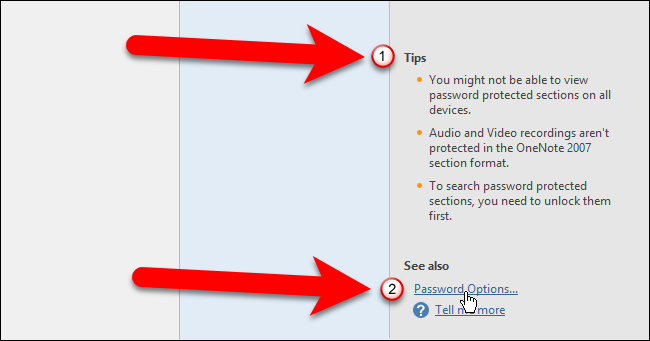 1
Tips
You might not be able to view
password protected sections on all
devices.
Audio and Video recordings aren't
protected in the OneNote 2007
section format.
To search password protected
sections, you need to unlock them
first.
See also
2
Password Options...
? Tell me more